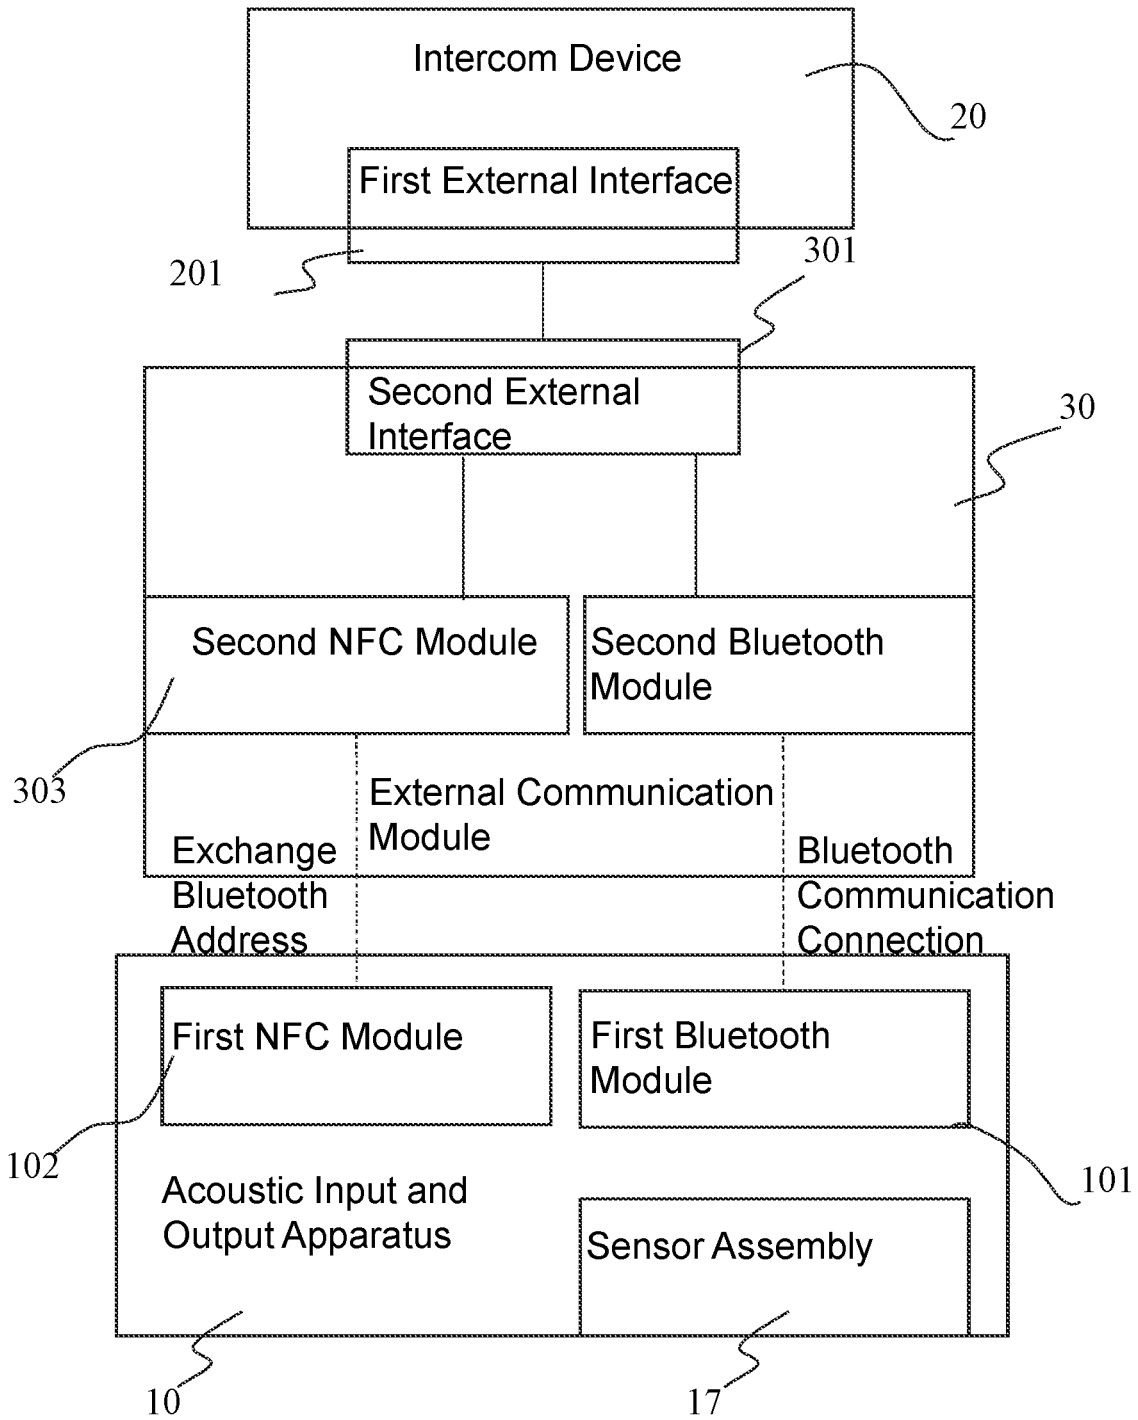 Intercom Device
20
First External Interface
201
301
Second External
Interface
30
Second NFC Module
Second Bluetooth
Module
303
External Communication
Module
Exchange
Bluetooth
Address
Bluetooth
Communication
Connection
First NFC Module
First Bluetooth
Module
102
101
Acoustic Input and
Output Apparatus
Sensor Assembly
10
17